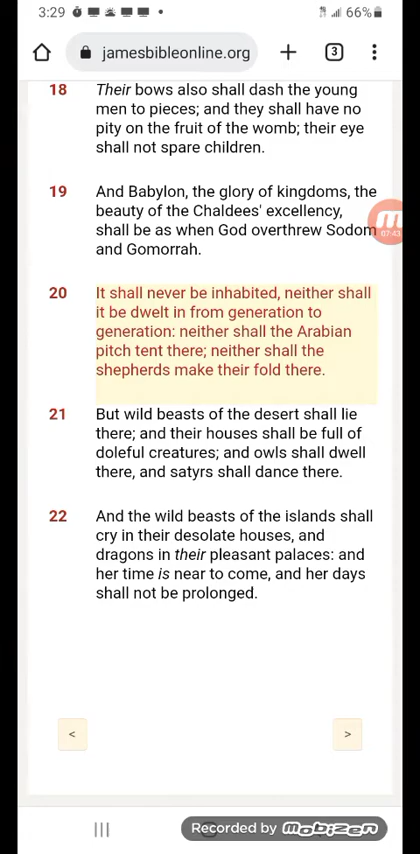 3:29 66%
jamesbibleonline.org + 3
18 Their bows also shall dash the young
men to pieces; and they shall have no
pity on the fruit of the womb; their eye
shall not spare children.
19 And Babylon, the glory of kingdoms, the
beauty of the Chaldees' excellency,
shall be as when God overthrew Sodom
07:43
and Gomorrah.
20 It shall never be inhabited, neither shall
it be dwelt in from generation to
generation: neither shall the Arabian
pitch tent there; neither shall the
shepherds make their fold there.
21 But wild beasts of the desert shall lie
there; and their houses shall be full of
doleful creatures; and owls shall dwell
there, and satyrs shall dance there.
22 And the wild beasts of the islands shall
cry in their desolate houses, and
dragons in their pleasant palaces: and
her time is near to come, and her days
shall not be prolonged.
< >
Recorded by mobizen